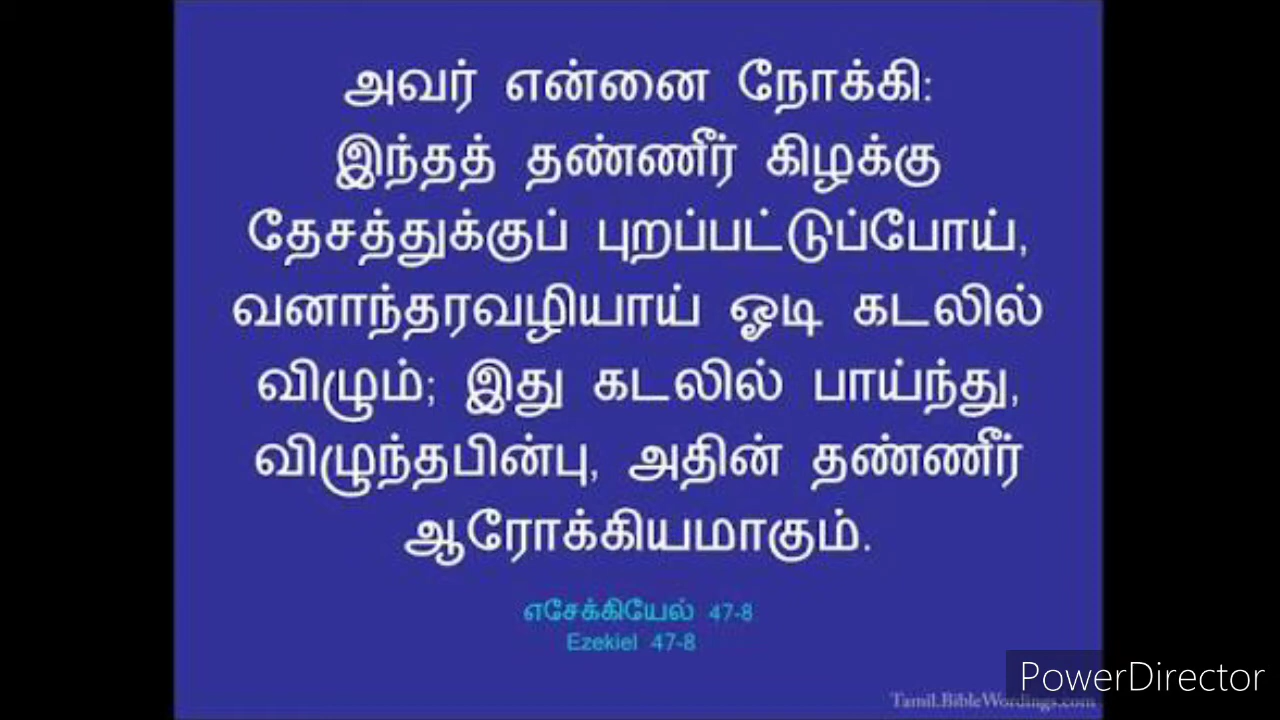 அவர் என்னை நோக்கி:
இந்தத் தண்ணீர் கிழக்கு
தேசத்துக்குப் புறப்பட்டுப்போய்,
வனாந்தரவழியாய் ஓடி கடலில்
விழும்; இது கடலில் பாய்ந்து,
விழுந்தபின்பு, அதின் தண்ணீர்
ஆரோக்கியமாகும்.
எசேக்கியேல் 47-8
Ezekiel 47-8
PowerDirector
Tamil.BibleWordings.com